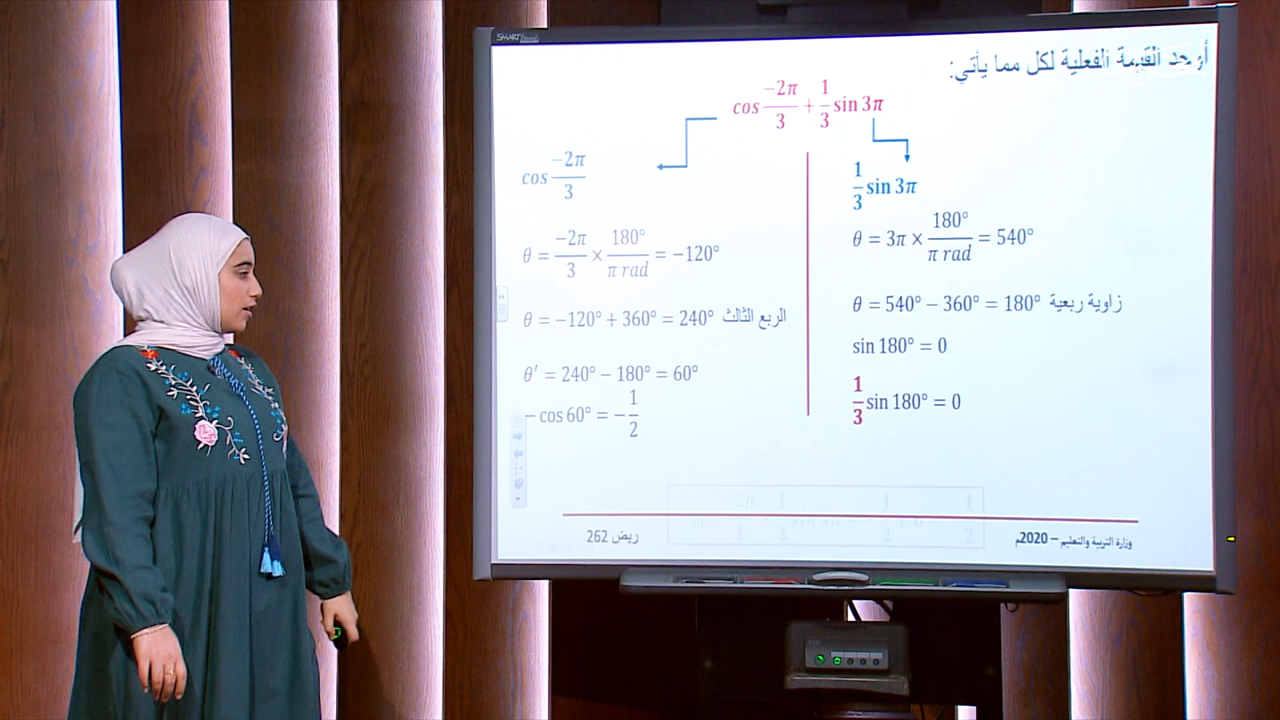 SMART Board
أوجد القيمة الفعلية لكل مما يأتي:
cos -2π/3 + 1/3 sin 3π
cos -2π/3
θ = -2π/3 × 180°/π rad = −120°
θ = −120° + 360° = 240° الربع الثالث
θ′ = 240° − 180° = 60°
− cos 60° = − 1/2
1/3 sin 3π
θ = 3π × 180°/π rad = 540°
θ = 540° − 360° = 180° زاوية ربعية
sin 180° = 0
1/3 sin 180° = 0
وزارة التربية والتعليم – 2020م
ريض 262